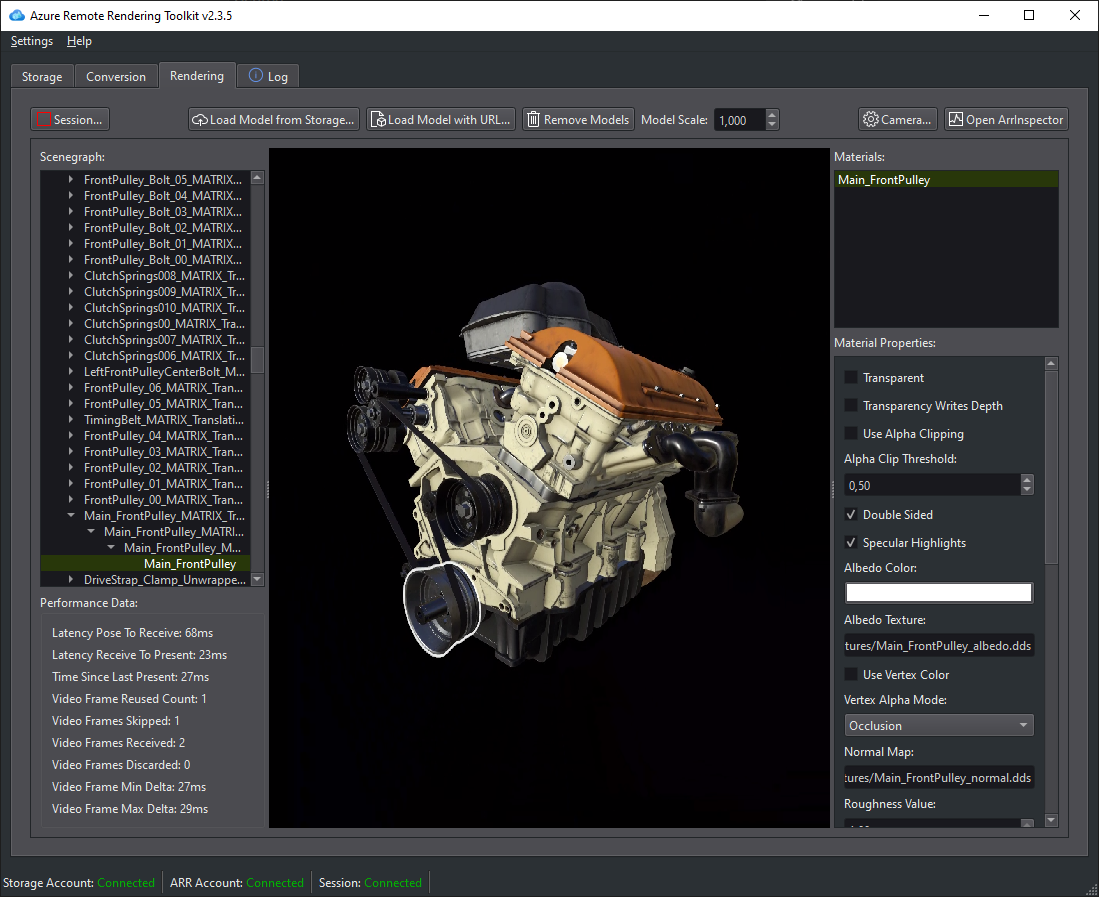 Azure Remote Rendering Toolkit v2.3.5
Settings Help
Storage Conversion Rendering Log
Session... Load Model from Storage... Load Model with URL... Remove Models Model Scale: 1,000 Camera... Open ArrInspector
Scenegraph:
FrontPulley_Bolt_05_MATRIX...
FrontPulley_Bolt_04_MATRIX...
FrontPulley_Bolt_03_MATRIX...
FrontPulley_Bolt_02_MATRIX...
FrontPulley_Bolt_01_MATRIX...
FrontPulley_Bolt_00_MATRIX...
ClutchSprings008_MATRIX_Tr...
ClutchSprings009_MATRIX_Tr...
ClutchSprings010_MATRIX_Tr...
ClutchSprings00_MATRIX_Tra...
ClutchSprings007_MATRIX_Tr...
ClutchSprings006_MATRIX_Tr...
LeftFrontPulleyCenterBolt_M...
FrontPulley_06_MATRIX_Tran...
FrontPulley_05_MATRIX_Tran...
TimingBelt_MATRIX_Translati...
FrontPulley_04_MATRIX_Tran...
FrontPulley_03_MATRIX_Tran...
FrontPulley_02_MATRIX_Tran...
FrontPulley_01_MATRIX_Tran...
FrontPulley_00_MATRIX_Tran...
Main_FrontPulley_MATRIX_Tr...
Main_FrontPulley_MATRI...
Main_FrontPulley_M...
Main_FrontPulley
DriveStrap_Clamp_Unwrappe...
Performance Data:
Latency Pose To Receive: 68ms
Latency Receive To Present: 23ms
Time Since Last Present: 27ms
Video Frame Reused Count: 1
Video Frames Skipped: 1
Video Frames Received: 2
Video Frames Discarded: 0
Video Frame Min Delta: 27ms
Video Frame Max Delta: 29ms
Materials:
Main_FrontPulley
Material Properties:
Transparent
Transparency Writes Depth
Use Alpha Clipping
Alpha Clip Threshold:
0,50
Double Sided
Specular Highlights
Albedo Color:
Albedo Texture:
tures/Main_FrontPulley_albedo.dds
Use Vertex Color
Vertex Alpha Mode:
Occlusion
Normal Map:
tures/Main_FrontPulley_normal.dds
Roughness Value:
Storage Account: Connected ARR Account: Connected Session: Connected